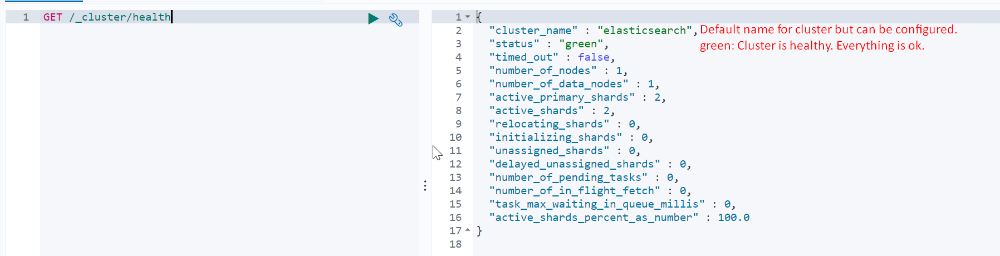 1 GET /_cluster/health
1 {
2 "cluster_name" : "elasticsearch", Default name for cluster but can be configured.
3 "status" : "green", green: Cluster is healthy. Everything is ok.
4 "timed_out" : false,
5 "number_of_nodes" : 1,
6 "number_of_data_nodes" : 1,
7 "active_primary_shards" : 2,
8 "active_shards" : 2,
9 "relocating_shards" : 0,
10 "initializing_shards" : 0,
11 "unassigned_shards" : 0,
12 "delayed_unassigned_shards" : 0,
13 "number_of_pending_tasks" : 0,
14 "number_of_in_flight_fetch" : 0,
15 "task_max_waiting_in_queue_millis" : 0,
16 "active_shards_percent_as_number" : 100.0
17 }
18